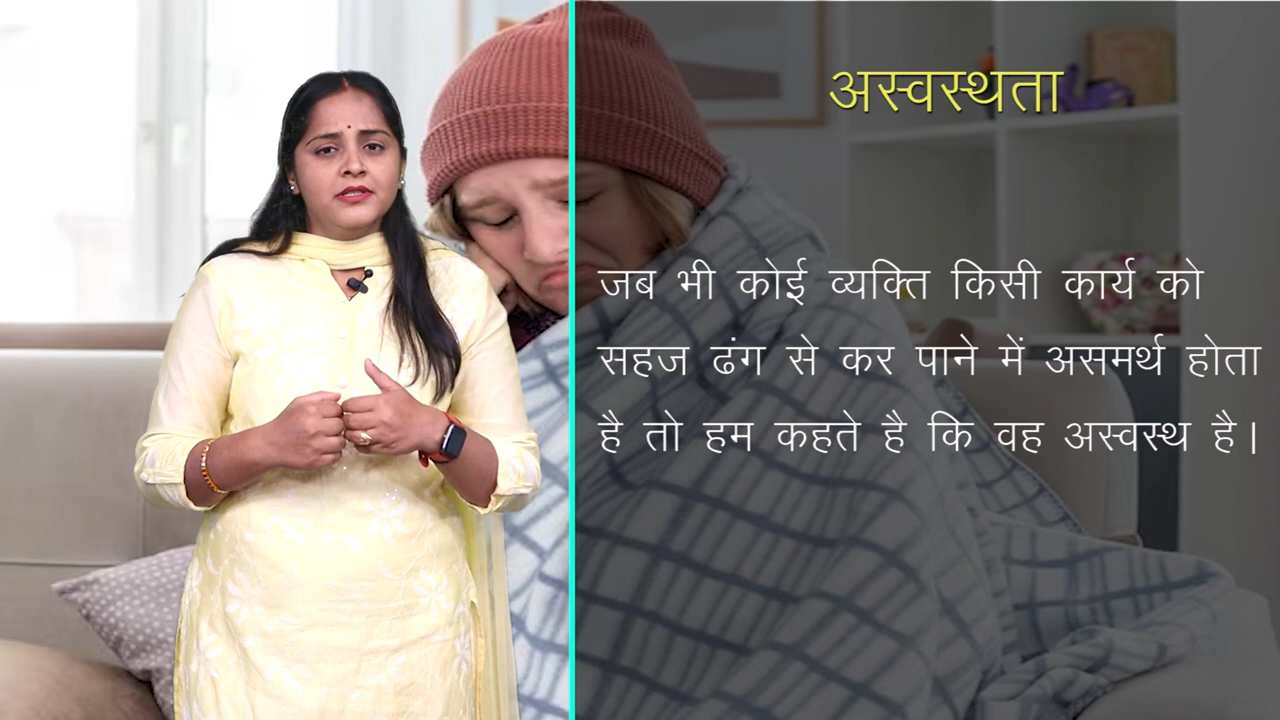 अस्वस्थता
जब भी कोई व्यक्ति किसी कार्य को
सहज ढंग से कर पाने में असमर्थ होता
है तो हम कहते है कि वह अस्वस्थ है।